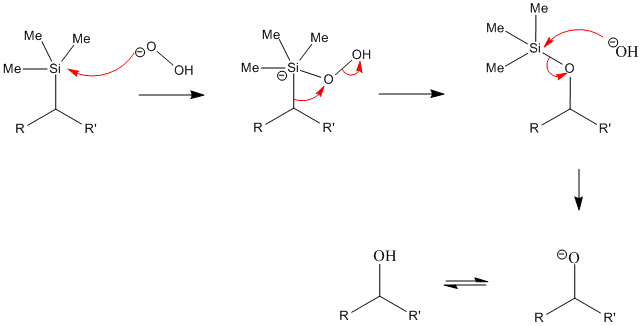 Me Me
Me Si
⊖ O
OH
R R'
Me Me OH
Me Si O
⊖
R R'
Me
Me Si ⊖ OH
Me O
R R'
OH ⊖ O
R R' R R'